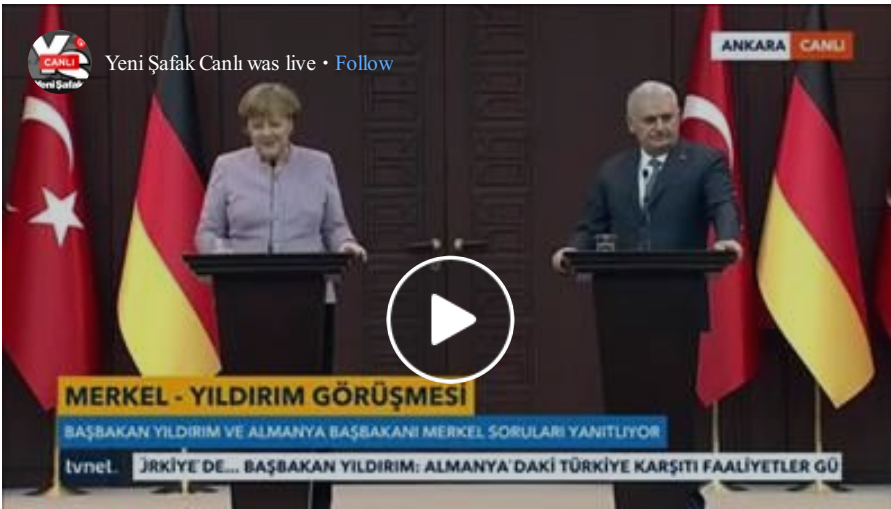 ANKARA CANLI
CANLI
Yeni Şafak
Yeni Şafak Canlı was live · Follow
MERKEL - YILDIRIM GÖRÜŞMESİ
BAŞBAKAN YILDIRIM VE ALMANYA BAŞBAKANI MERKEL SORULARI YANITLIYOR
tvnet. ÜRKİYE'DE... BAŞBAKAN YILDIRIM: ALMANYA'DAKİ TÜRKİYE KARŞITI FAALİYETLER GÜ